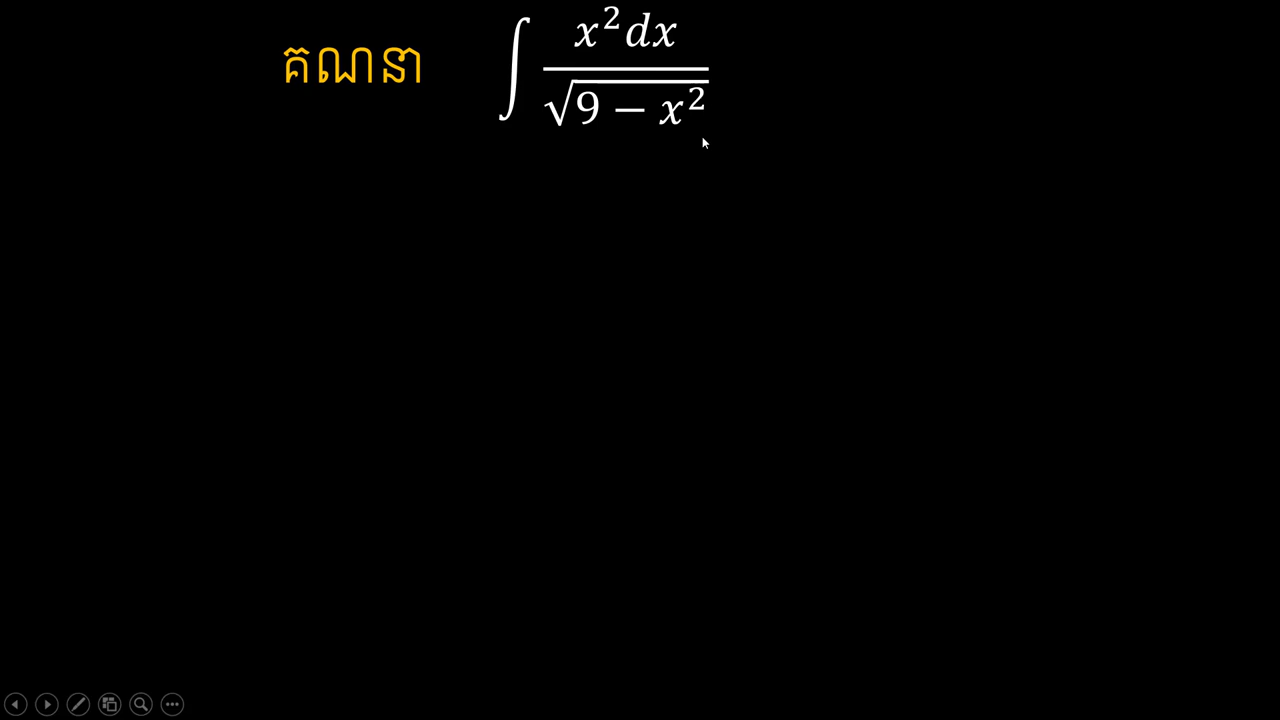 គណនា ∫ x²dx / √(9 − x²)